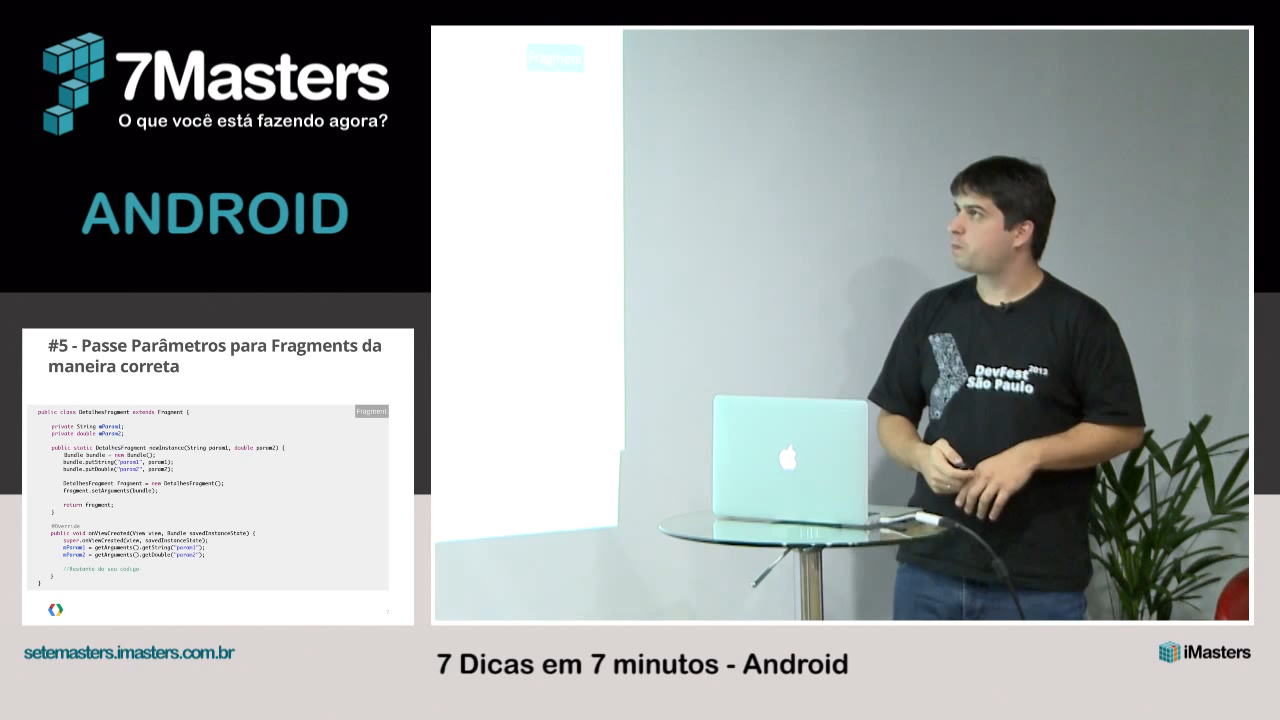 7Masters
O que você está fazendo agora?
ANDROID
#5 - Passe Parâmetros para Fragments da
maneira correta
Fragment
public class DetalhesFragment extends Fragment {
private String mParam1;
private double mParam2;
public static DetalhesFragment newInstance(String param1, double param2) {
Bundle bundle = new Bundle();
bundle.putString("param1", param1);
bundle.putDouble("param2", param2);
DetalhesFragment fragment = new DetalhesFragment();
fragment.setArguments(bundle);
return fragment;
}
@Override
public void onViewCreated(View view, Bundle savedInstanceState) {
super.onViewCreated(view, savedInstanceState);
mParam1 = getArguments().getString("param1");
mParam2 = getArguments().getDouble("param2");
//Restante do seu código
}
}
Fragment
DevFest 2013
São Paulo
setemasters.imasters.com.br
7 Dicas em 7 minutos - Android
iMasters